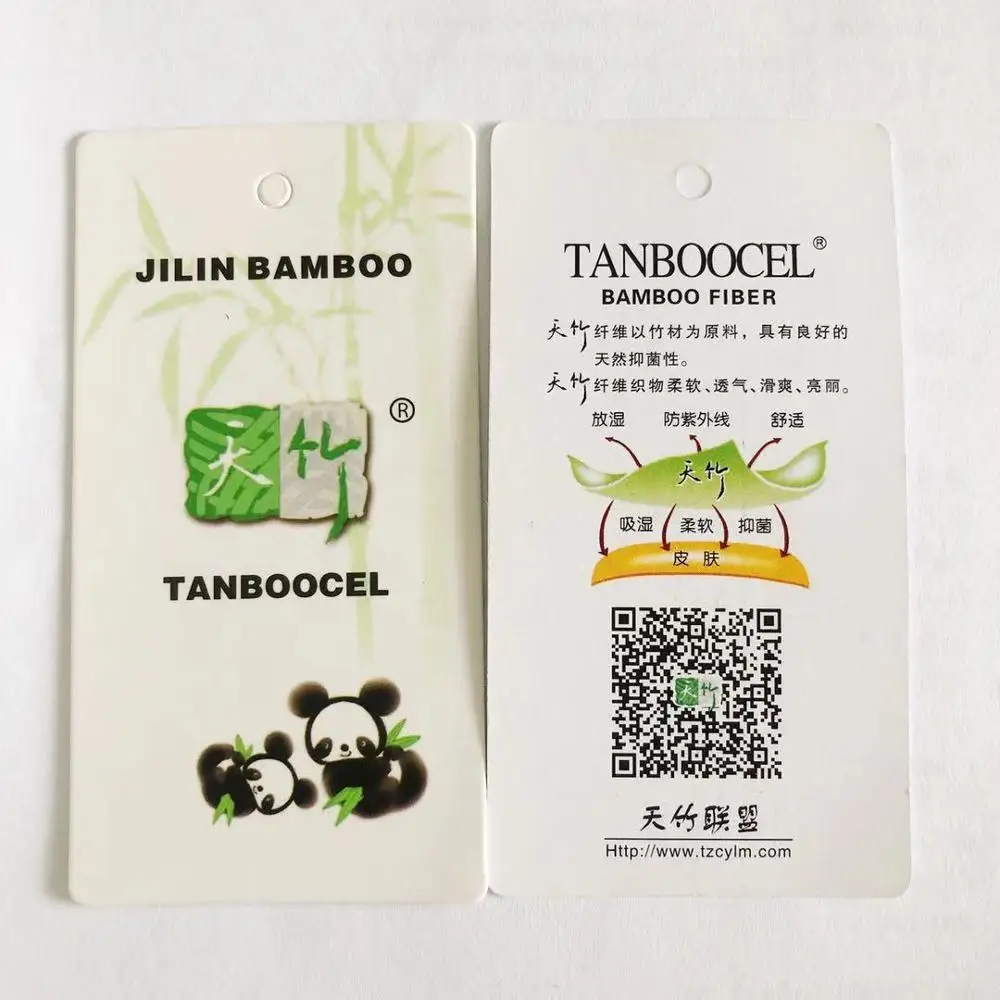 JILIN BAMBOO
天竹®
TANBOOCEL
TANBOOCEL®
BAMBOO FIBER
天竹纤维以竹材为原料，具有良好的
天然抑菌性。
天竹纤维织物柔软、透气、滑爽、亮丽。
放湿 防紫外线 舒适
天竹
吸湿 柔软 抑菌
皮肤
天竹
天竹联盟
Http://www.tzcylm.com